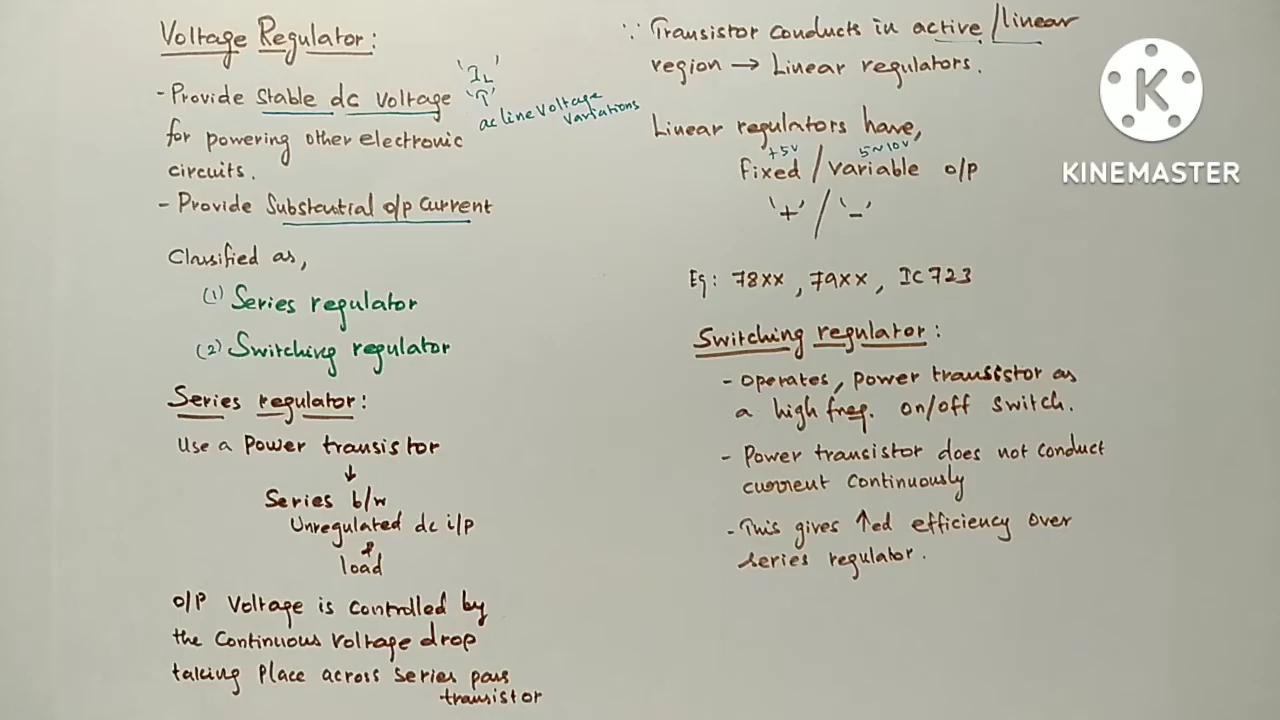 Voltage Regulator:
- Provide stable dc voltage
'IL'
'T'
ac line voltage
variations
for powering other electronic
circuits.
- Provide Substantial o/p current
Classified as,
(1) Series regulator
(2) Switching regulator
Series regulator:
Use a power transistor
↓
Series b/w
Unregulated dc i/p
&
load
O/P voltage is controlled by
the continuous voltage drop
taking place across series pass
transistor
∵ Transistor conducts in active/linear
region → Linear regulators.
Linear regulators have,
+5V 5~10V
fixed / variable o/p
'+' / '-'
Eg: 78XX, 79XX, IC 723
Switching regulator:
- Operates, power transistor as
a high freq. on/off switch.
- Power transistor does not conduct
current continuously
- This gives ↑ed efficiency over
series regulator.
K
KINEMASTER